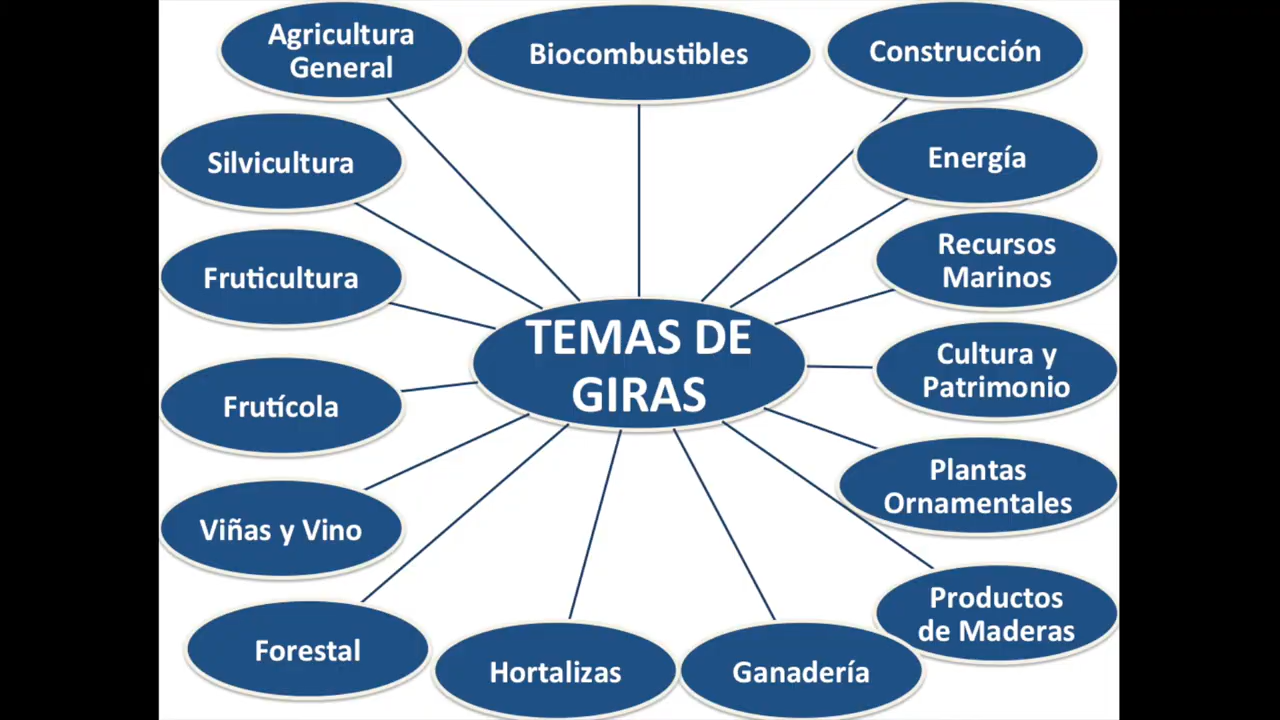 Agricultura
General
Biocombustibles
Construcción
Silvicultura
Energía
Fruticultura
Recursos
Marinos
TEMAS DE
GIRAS
Frutícola
Cultura y
Patrimonio
Viñas y Vino
Plantas
Ornamentales
Forestal
Hortalizas
Ganadería
Productos
de Maderas